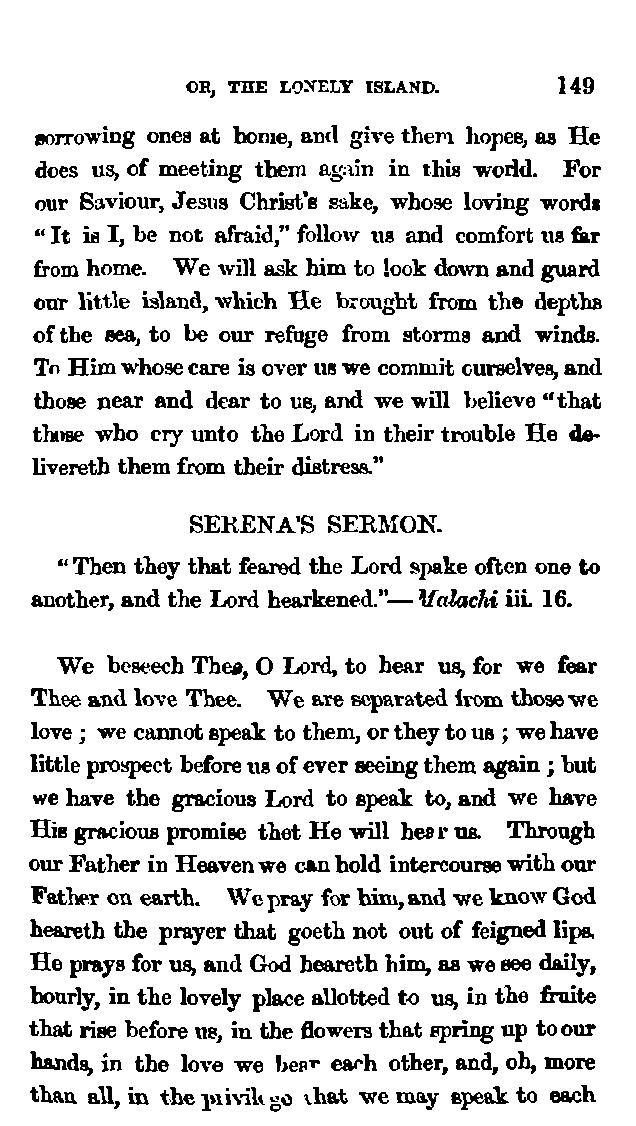 OR, THE LONELY ISLAND. 149
sorrowing ones at home, and give them hopes, as He
does us, of meeting them again in this world. For
our Saviour, Jesus Christ's sake, whose loving words
“It is I, be not afraid,” follow us and comfort us far
from home. We will ask him to look down and guard
our little island, which He brought from the depths
of the sea, to be our refuge from storms and winds.
To Him whose care is over us we commit ourselves, and
those near and dear to us, and we will believe “that
those who cry unto the Lord in their trouble He de-
livereth them from their distress.”
SERENA'S SERMON.
“Then they that feared the Lord spake often one to
another, and the Lord hearkened.”—Malachi iii. 16.
We beseech Thee, O Lord, to hear us, for we fear
Thee and love Thee. We are separated from those we
love; we cannot speak to them, or they to us; we have
little prospect before us of ever seeing them again; but
we have the gracious Lord to speak to, and we have
His gracious promise that He will hear us. Through
our Father in Heaven we can hold intercourse with our
Father on earth. We pray for him, and we know God
heareth the prayer that goeth not out of feigned lips.
He prays for us, and God heareth him, as we see daily,
hourly, in the lovely place allotted to us, in the fruits
that rise before us, in the flowers that spring up to our
hands, in the love we bear each other, and, oh, more
than all, in the privilege that we may speak to each